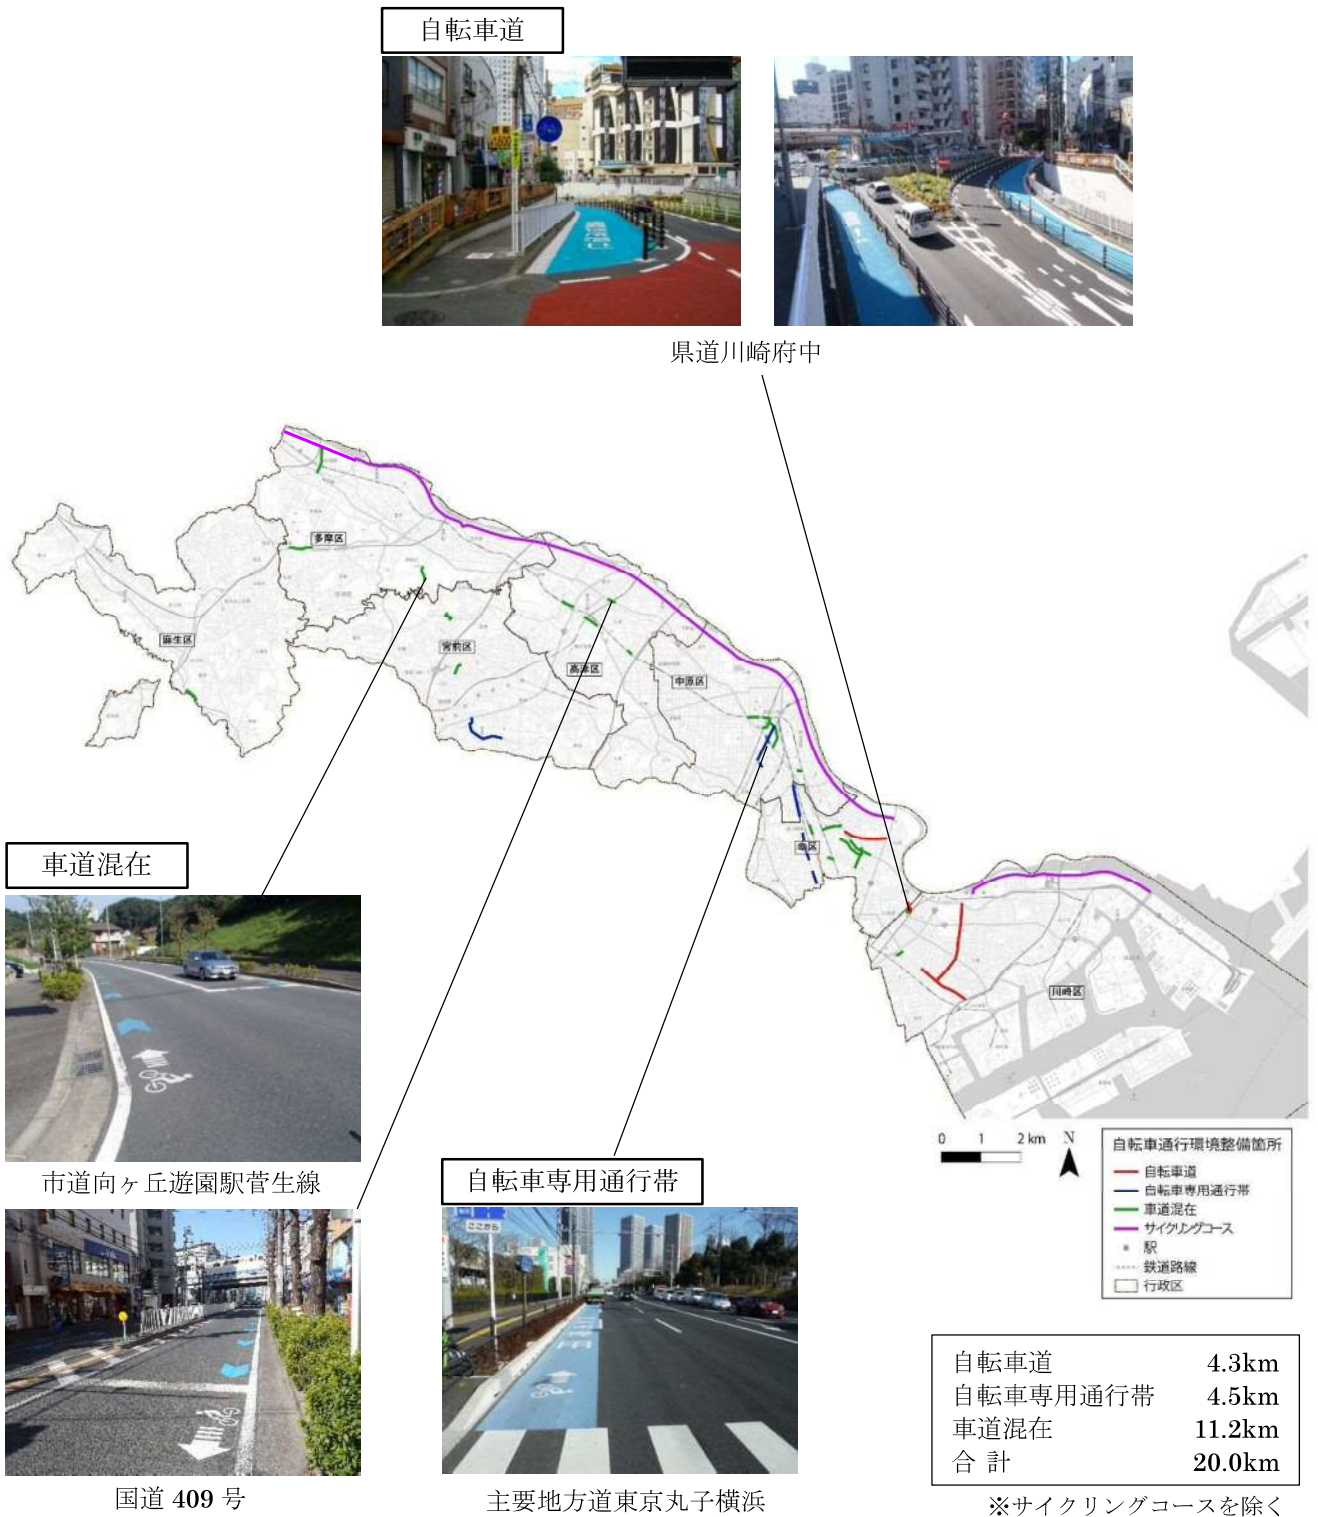 自転車道
県道川崎府中
多摩区
麻生区
宮前区
高津区
中原区
幸区
川崎区
車道混在
市道向ヶ丘遊園駅菅生線
国道 409 号
自転車専用通行帯
ここから
主要地方道東京丸子横浜
0 1 2 km N
自転車通行環境整備箇所
自転車道
自転車専用通行帯
車道混在
サイクリングコース
駅
鉄道路線
行政区
自転車道 4.3km
自転車専用通行帯 4.5km
車道混在 11.2km
合 計 20.0km
※サイクリングコースを除く